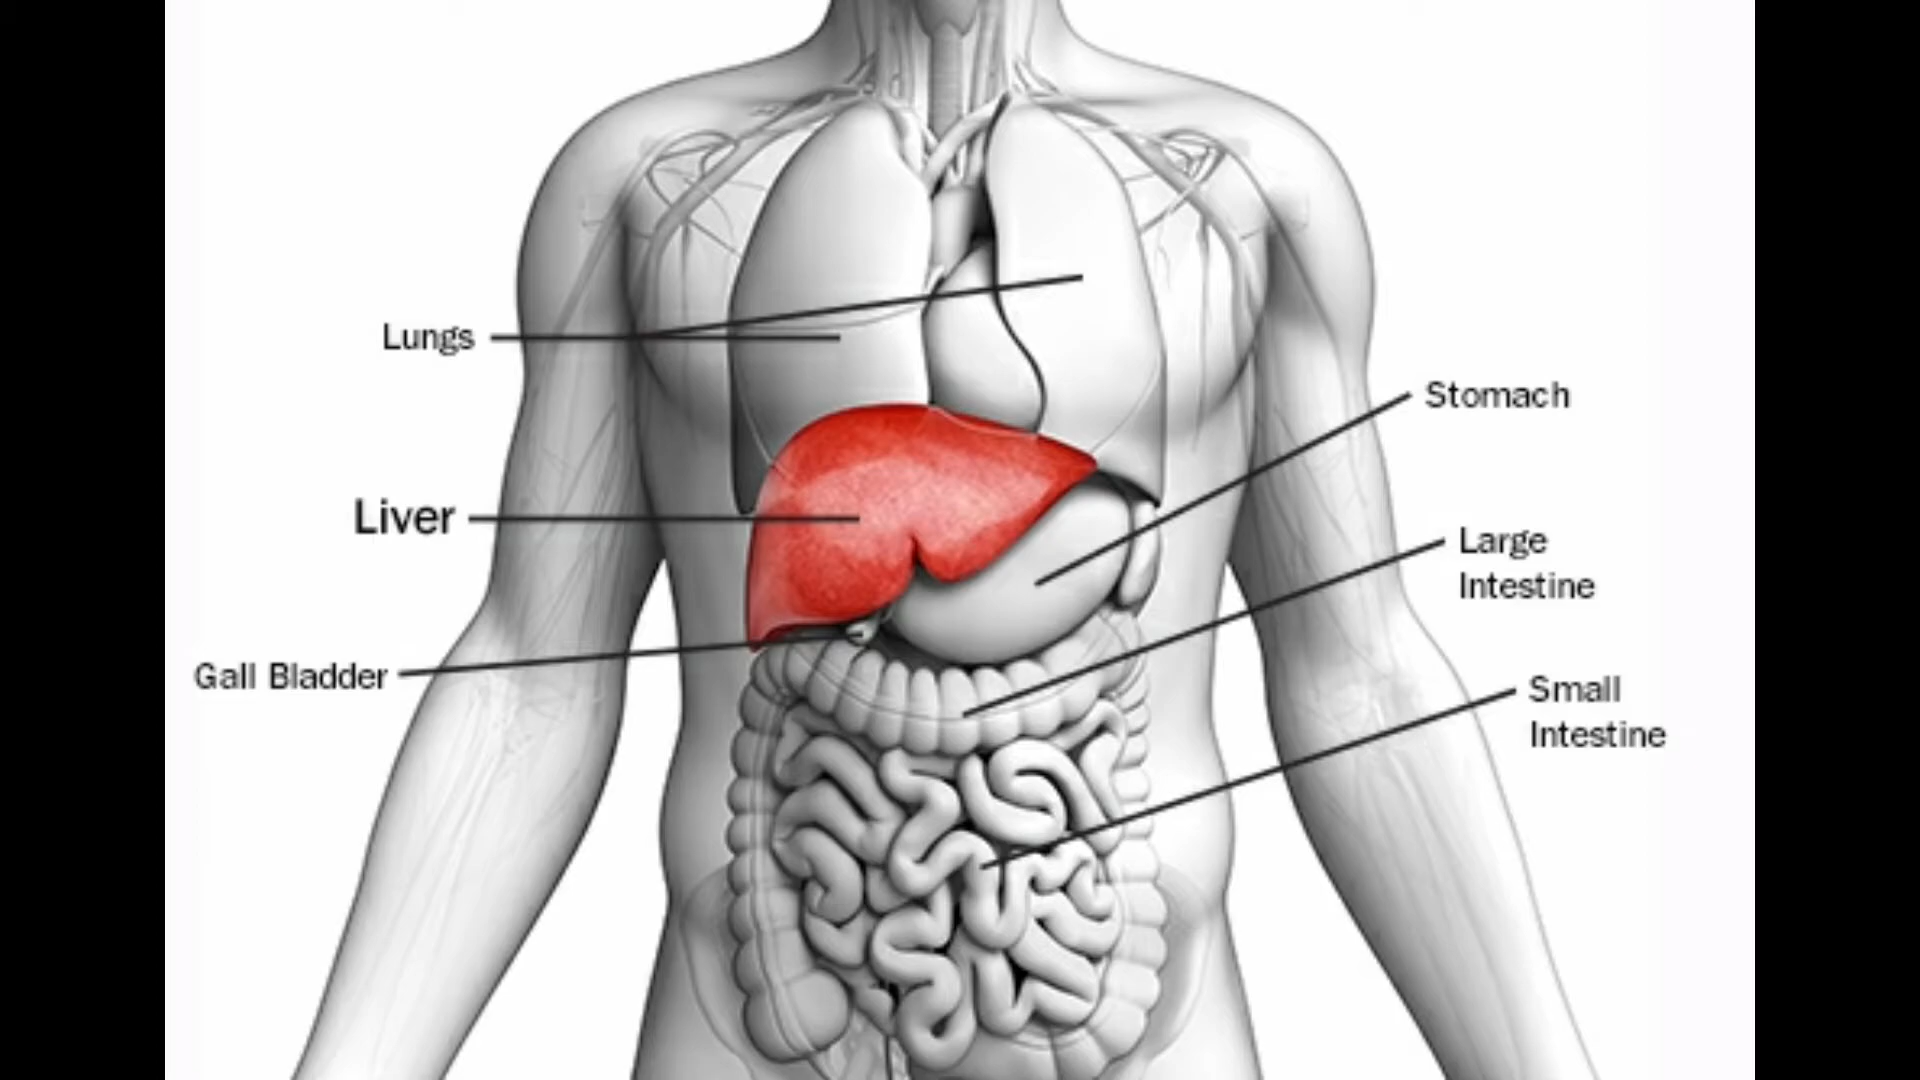 Lungs
Stomach
Liver
Large
Intestine
Gall Bladder
Small
Intestine